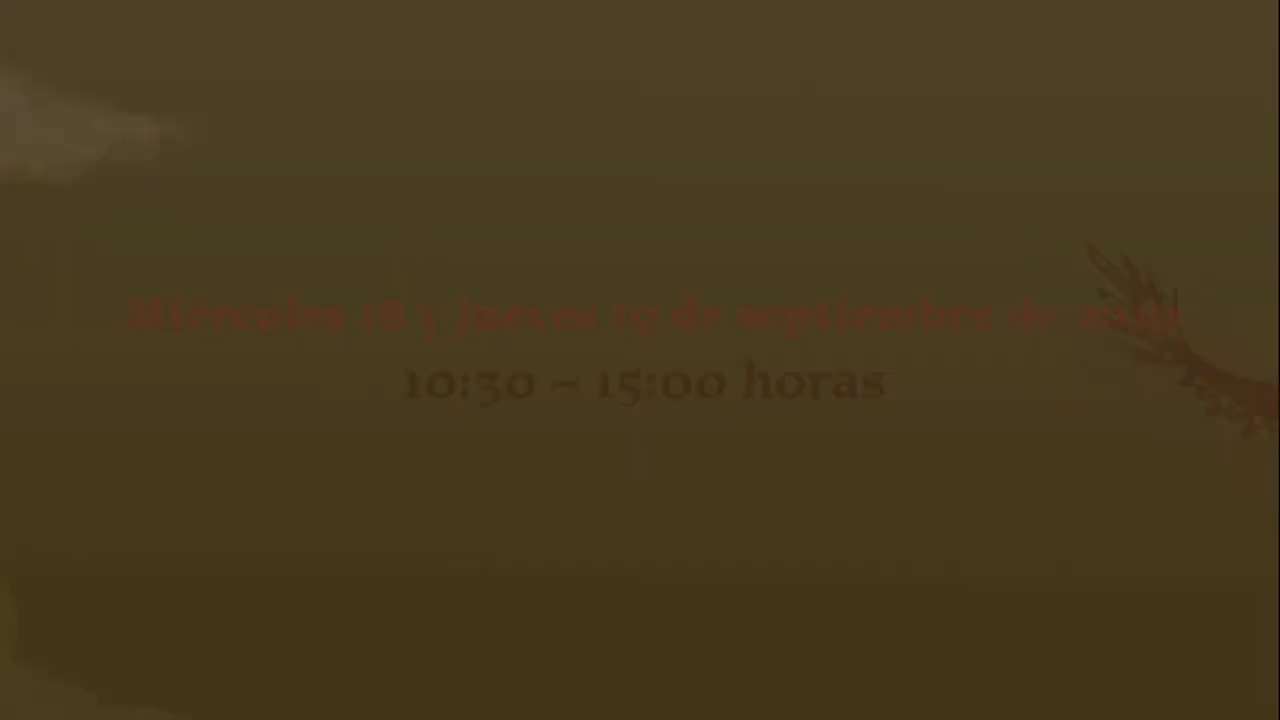 Miércoles 18 y jueves 19 de septiembre de
10:30 – 15:00 horas